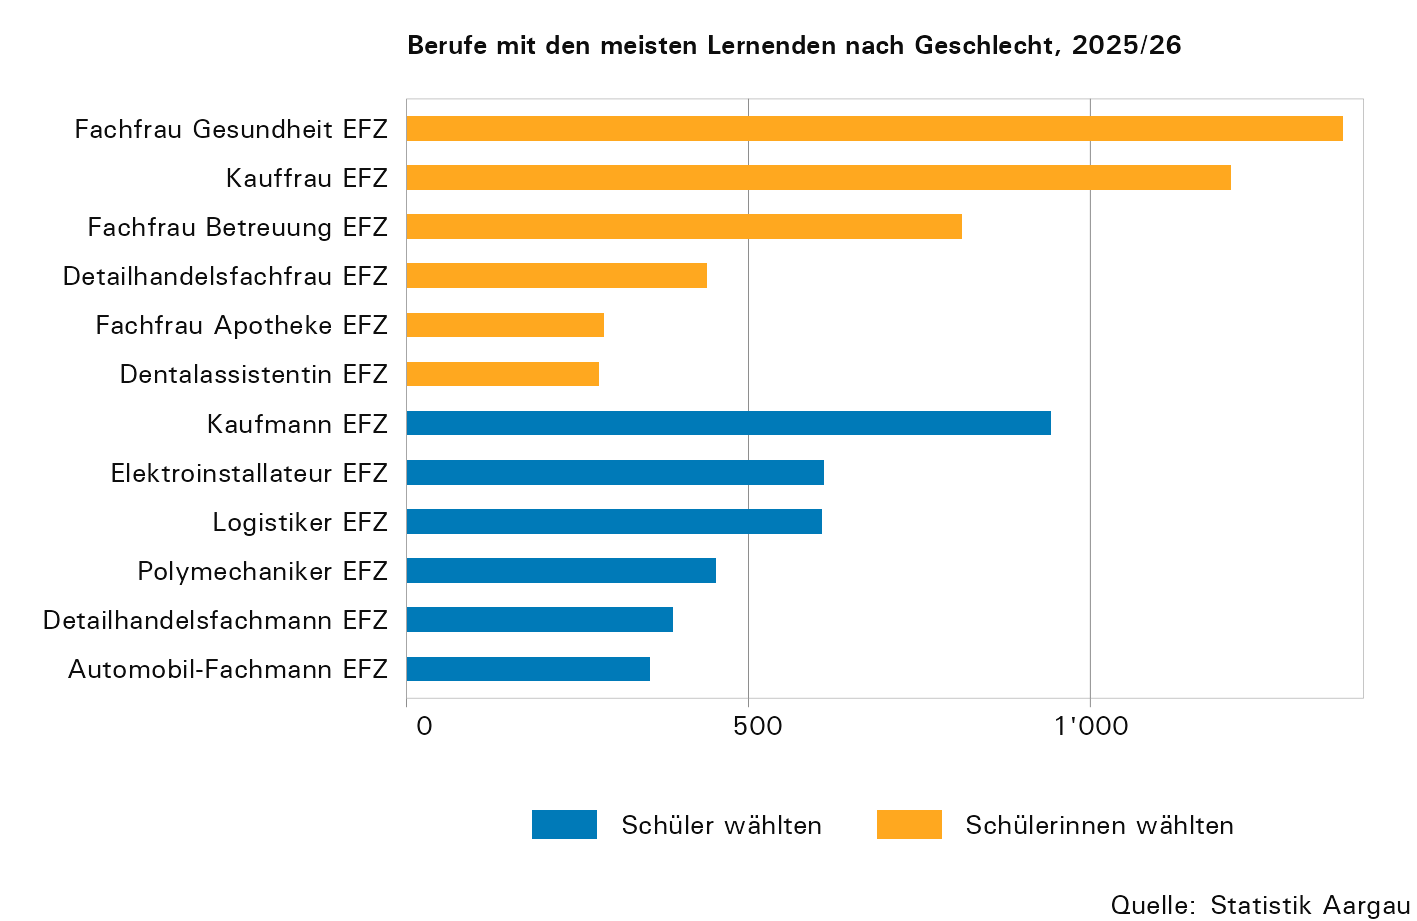 Berufe mit den meisten Lernenden nach Geschlecht, 2025/26
Fachfrau Gesundheit EFZ
Kauffrau EFZ
Fachfrau Betreuung EFZ
Detailhandelsfachfrau EFZ
Fachfrau Apotheke EFZ
Dentalassistentin EFZ
Kaufmann EFZ
Elektroinstallateur EFZ
Logistiker EFZ
Polymechaniker EFZ
Detailhandelsfachmann EFZ
Automobil-Fachmann EFZ
0 500 1'000
Schüler wählten Schülerinnen wählten
Quelle: Statistik Aargau